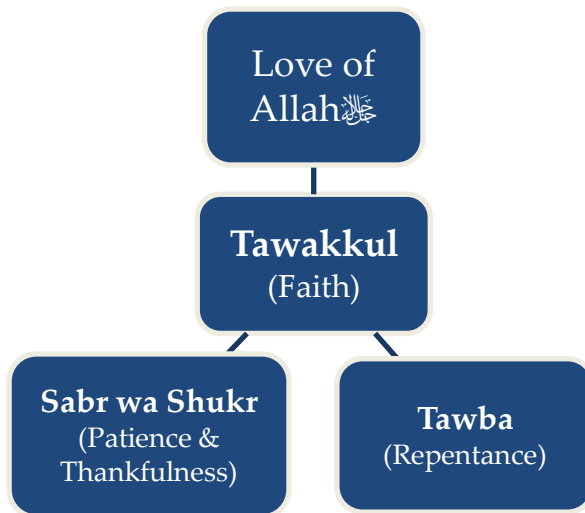 Love of
Allahﷻ
Tawakkul
(Faith)
Sabr wa Shukr
(Patience &
Thankfulness)
Tawba
(Repentance)